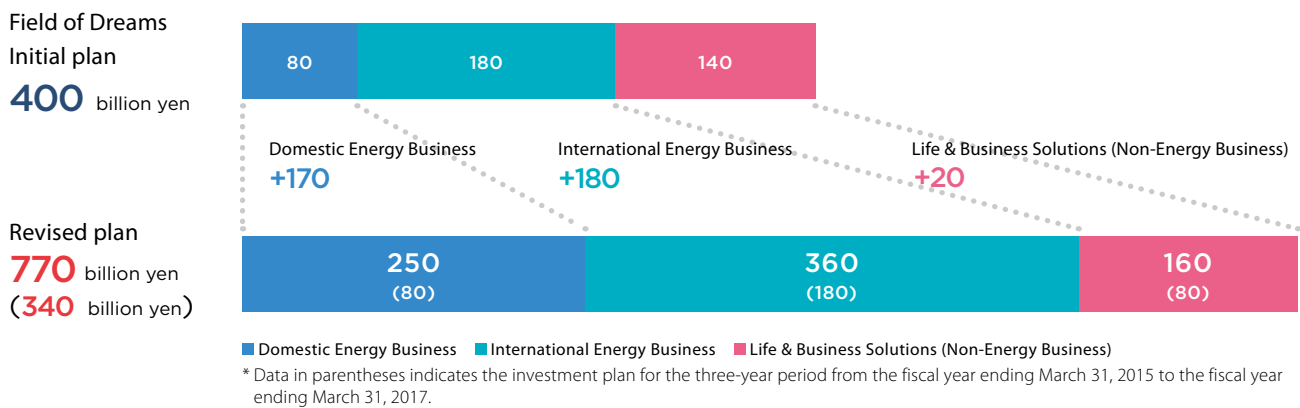 Field of Dreams
Initial plan
400 billion yen
80
180
140
Domestic Energy Business
+170
International Energy Business
+180
Life & Business Solutions (Non-Energy Business)
+20
Revised plan
770 billion yen
(340 billion yen)
250
(80)
360
(180)
160
(80)
Domestic Energy Business International Energy Business Life & Business Solutions (Non-Energy Business)
* Data in parentheses indicates the investment plan for the three-year period from the fiscal year ending March 31, 2015 to the fiscal year
ending March 31, 2017.